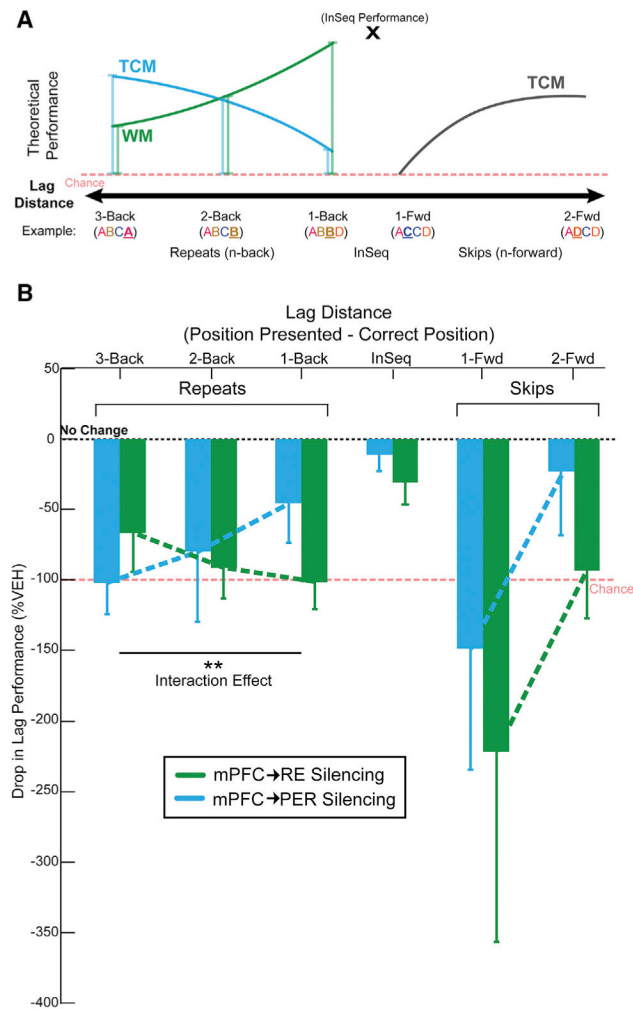 A
(InSeq Performance)
X
TCM
TCM
WM
Theoretical
Performance
Chance
Lag
Distance
3-Back 2-Back 1-Back 1-Fwd 2-Fwd
Example: (ABCA) (ABCB) (ABBD) (ACCD) (ADCD)
Repeats (n-back) InSeq Skips (n-forward)
B
Lag Distance
(Position Presented - Correct Position)
3-Back 2-Back 1-Back InSeq 1-Fwd 2-Fwd
50
Repeats Skips
No Change
0
-50
-100
Chance
-150
**
Interaction Effect
-200
-250
-300
-350
-400
Drop in Lag Performance (%VEH)
mPFC→RE Silencing
mPFC→PER Silencing